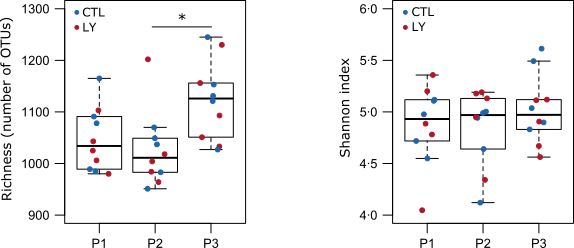 Richness (number of OTUs)
1300
1200
1100
1000
900
CTL
LY
*
P1 P2 P3
Shannon index
6·0
5·5
5·0
4·5
4·0
CTL
LY
P1 P2 P3